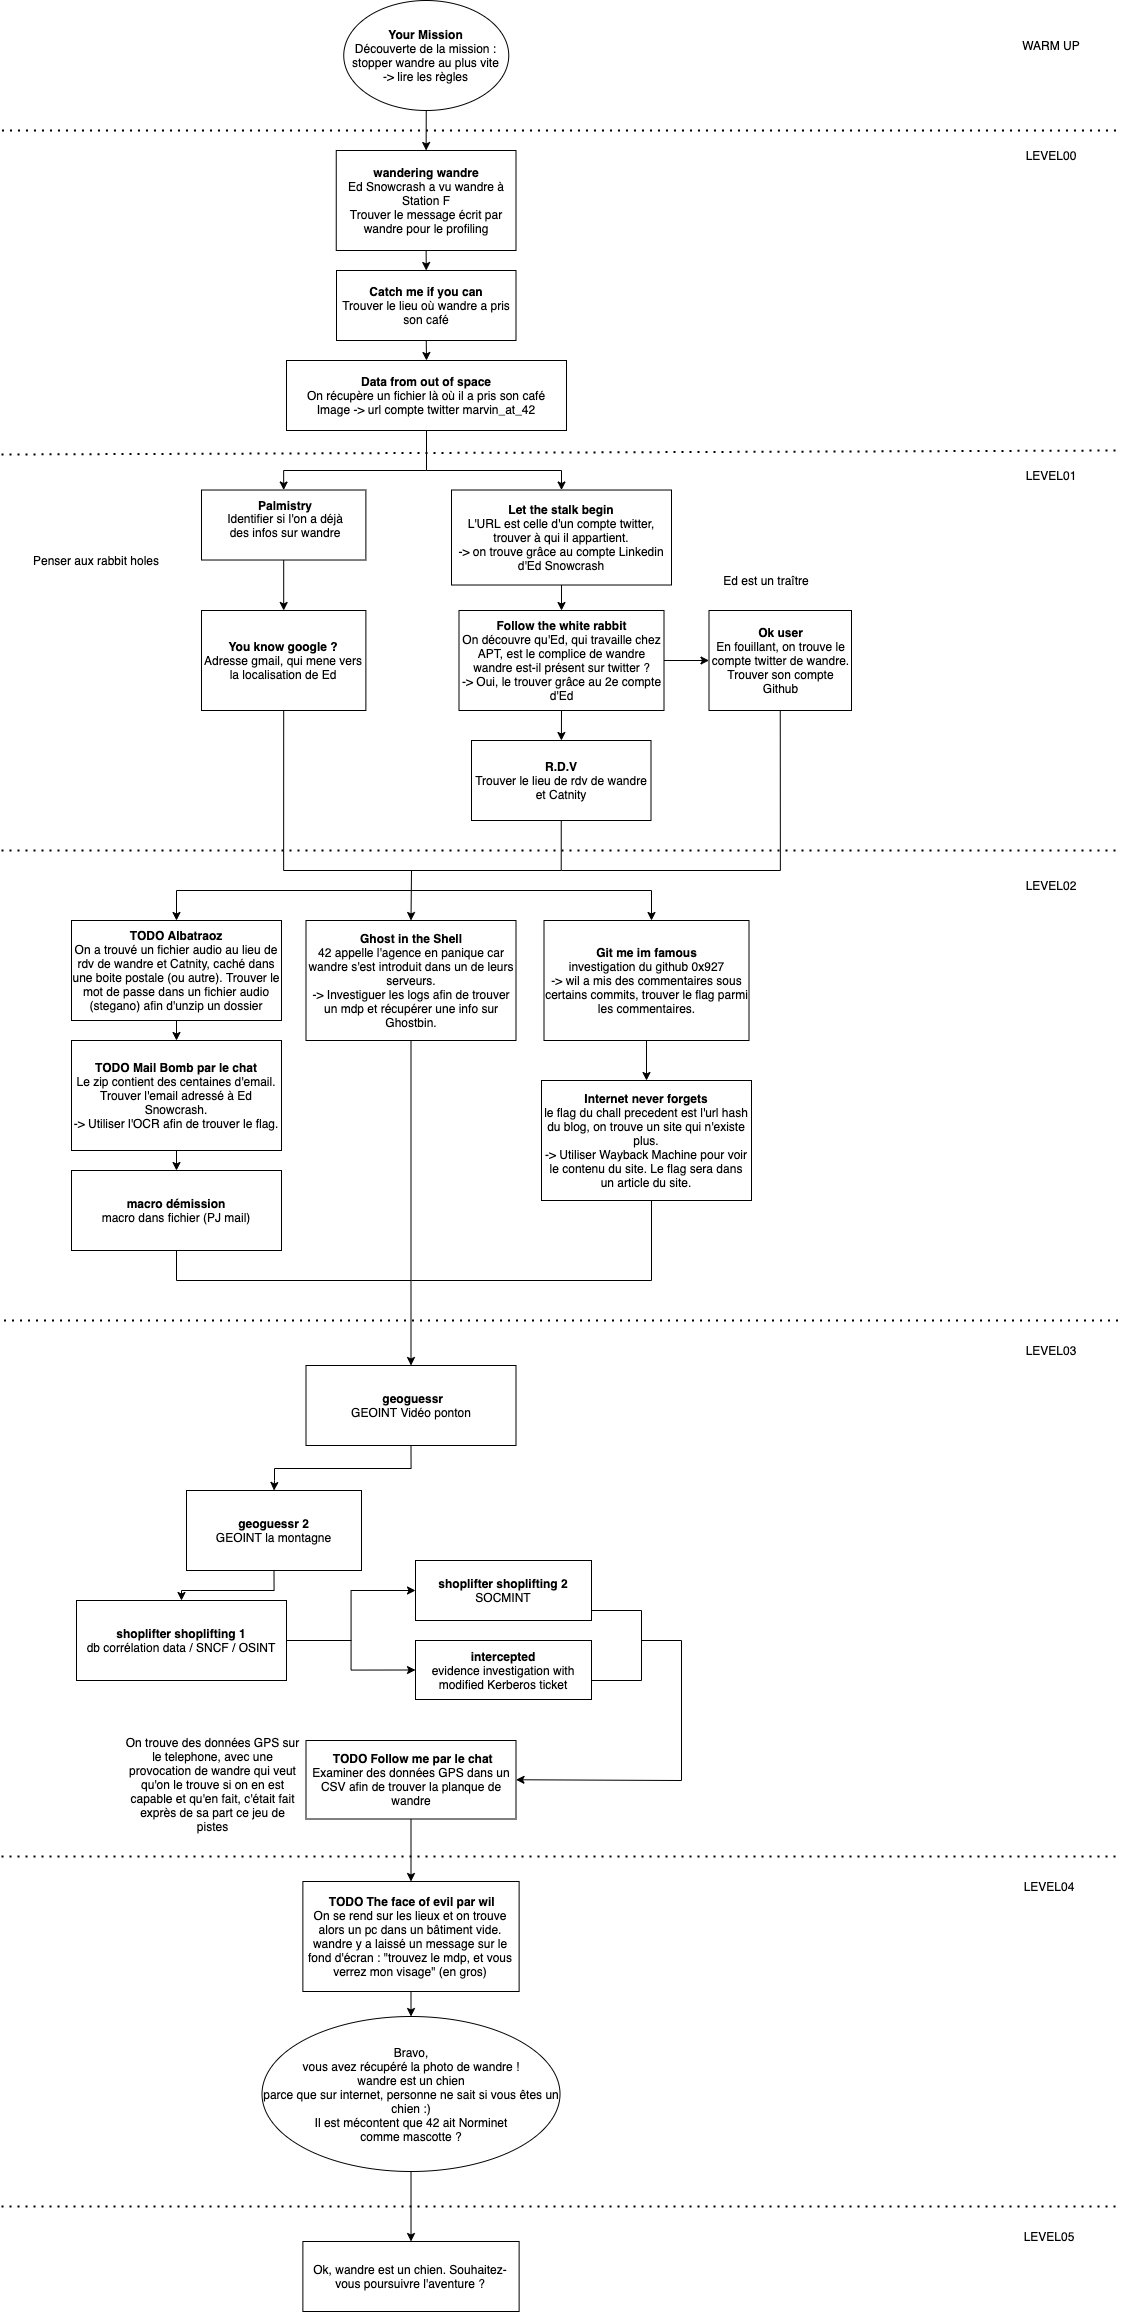 Your Mission
Découverte de la mission :
stopper wandre au plus vite
-> lire les règles
WARM UP
LEVEL00
wandering wandre
Ed Snowcrash a vu wandre à
Station F
Trouver le message écrit par
wandre pour le profiling
Catch me if you can
Trouver le lieu où wandre a pris
son café
Data from out of space
On récupère un fichier là où il a pris son café
Image -> url compte twitter marvin_at_42
LEVEL01
Palmistry
Identifier si l'on a déjà
des infos sur wandre
Let the stalk begin
L'URL est celle d'un compte twitter,
trouver à qui il appartient.
-> on trouve grâce au compte Linkedin
d'Ed Snowcrash
Penser aux rabbit holes
Ed est un traître
You know google ?
Adresse gmail, qui mene vers
la localisation de Ed
Follow the white rabbit
On découvre qu'Ed, qui travaille chez
APT, est le complice de wandre
wandre est-il présent sur twitter ?
-> Oui, le trouver grâce au 2e compte
d'Ed
Ok user
En fouillant, on trouve le
compte twitter de wandre.
Trouver son compte
Github
R.D.V
Trouver le lieu de rdv de wandre
et Catnity
LEVEL02
TODO Albatraoz
On a trouvé un fichier audio au lieu de
rdv de wandre et Catnity, caché dans
une boite postale (ou autre). Trouver le
mot de passe dans un fichier audio
(stegano) afin d'unzip un dossier
Ghost in the Shell
42 appelle l'agence en panique car
wandre s'est introduit dans un de leurs
serveurs.
-> Investiguer les logs afin de trouver
un mdp et récupérer une info sur
Ghostbin.
Git me im famous
investigation du github 0x927
-> wil a mis des commentaires sous
certains commits, trouver le flag parmi
les commentaires.
TODO Mail Bomb par le chat
Le zip contient des centaines d'email.
Trouver l'email adressé à Ed
Snowcrash.
-> Utiliser l'OCR afin de trouver le flag.
Internet never forgets
le flag du chall precedent est l'url hash
du blog, on trouve un site qui n'existe
plus.
-> Utiliser Wayback Machine pour voir
le contenu du site. Le flag sera dans
un article du site.
macro démission
macro dans fichier (PJ mail)
LEVEL03
geoguessr
GEOINT Vidéo ponton
geoguessr 2
GEOINT la montagne
shoplifter shoplifting 2
SOCMINT
shoplifter shoplifting 1
db corrélation data / SNCF / OSINT
intercepted
evidence investigation with
modified Kerberos ticket
On trouve des données GPS sur
le telephone, avec une
provocation de wandre qui veut
qu'on le trouve si on en est
capable et qu'en fait, c'était fait
exprès de sa part ce jeu de
pistes
TODO Follow me par le chat
Examiner des données GPS dans un
CSV afin de trouver la planque de
wandre
LEVEL04
TODO The face of evil par wil
On se rend sur les lieux et on trouve
alors un pc dans un bâtiment vide.
wandre y a laissé un message sur le
fond d'écran : "trouvez le mdp, et vous
verrez mon visage" (en gros)
Bravo,
vous avez récupéré la photo de wandre !
wandre est un chien
parce que sur internet, personne ne sait si vous êtes un
chien :)
Il est mécontent que 42 ait Norminet
comme mascotte ?
LEVEL05
Ok, wandre est un chien. Souhaitez-
vous poursuivre l'aventure ?